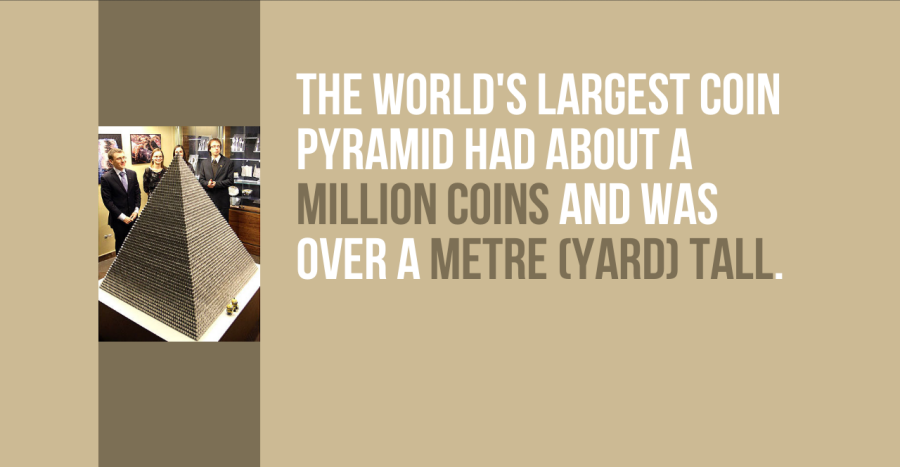 THE WORLD'S LARGEST COIN
PYRAMID HAD ABOUT A
MILLION COINS AND WAS
OVER A METRE (YARD) TALL.